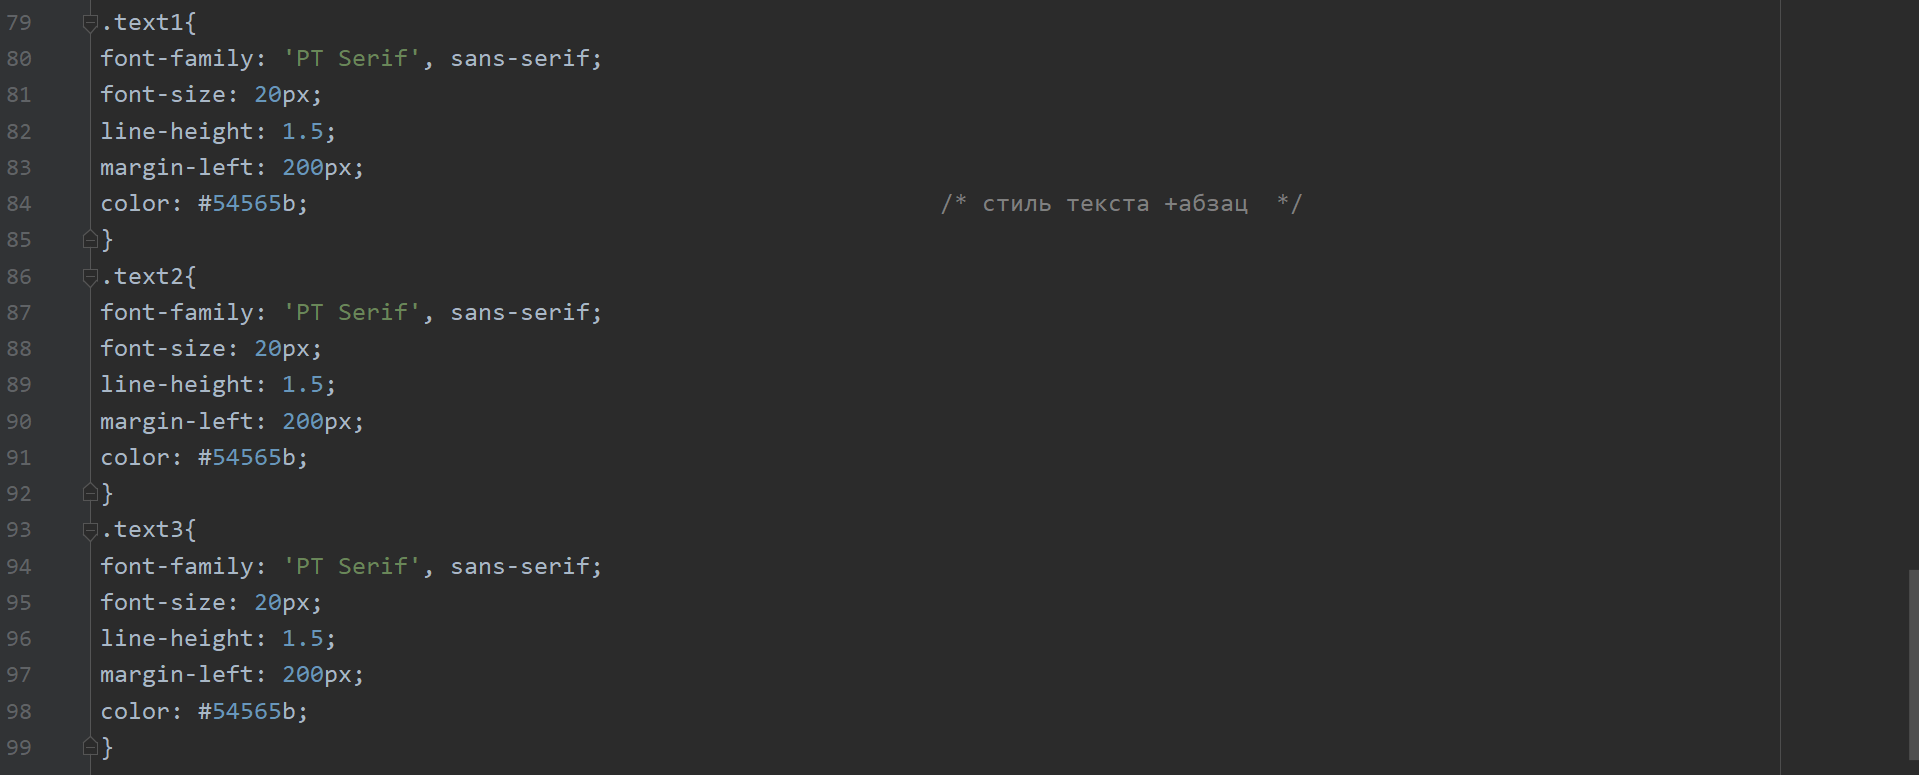 79 .text1{
80 font-family: 'PT Serif', sans-serif;
81 font-size: 20px;
82 line-height: 1.5;
83 margin-left: 200px;
84 color: #54565b; /* стиль текста +абзац  */
85 }
86 .text2{
87 font-family: 'PT Serif', sans-serif;
88 font-size: 20px;
89 line-height: 1.5;
90 margin-left: 200px;
91 color: #54565b;
92 }
93 .text3{
94 font-family: 'PT Serif', sans-serif;
95 font-size: 20px;
96 line-height: 1.5;
97 margin-left: 200px;
98 color: #54565b;
99 }